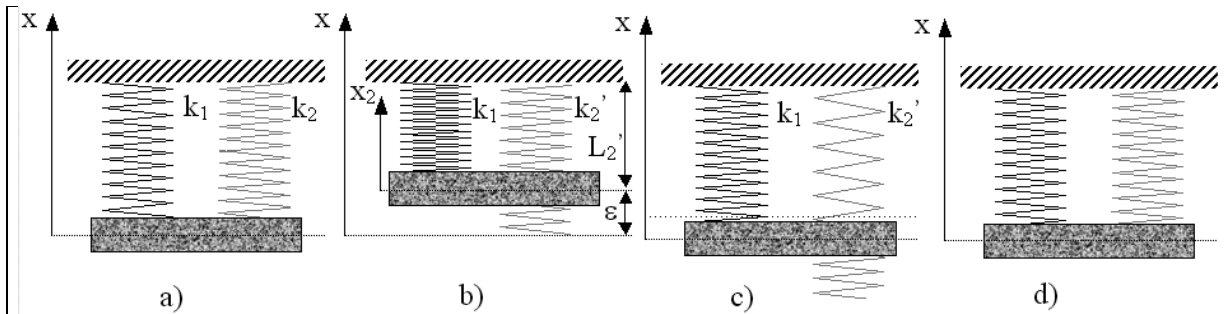 x
k₁
k₂
a)
x
x₂
k₁
k₂'
L₂'
ε
b)
x
k₁
k₂'
c)
x
d)